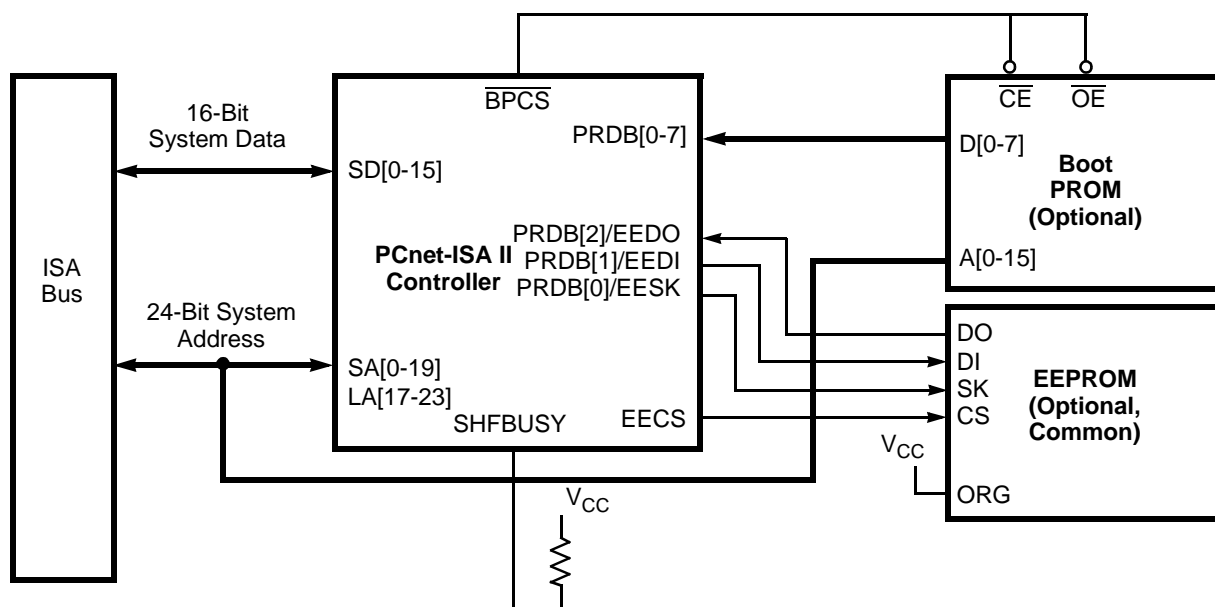 ISA
Bus
16-Bit
System Data
24-Bit System
Address
BPCS
PRDB[0-7]
SD[0-15]
PRDB[2]/EEDO
PRDB[1]/EEDI
PRDB[0]/EESK
PCnet-ISA II
Controller
SA[0-19]
LA[17-23]
SHFBUSY
EECS
VCC
CE
OE
D[0-7]
Boot
PROM
(Optional)
A[0-15]
DO
DI
SK
CS
EEPROM
(Optional,
Common)
VCC
ORG